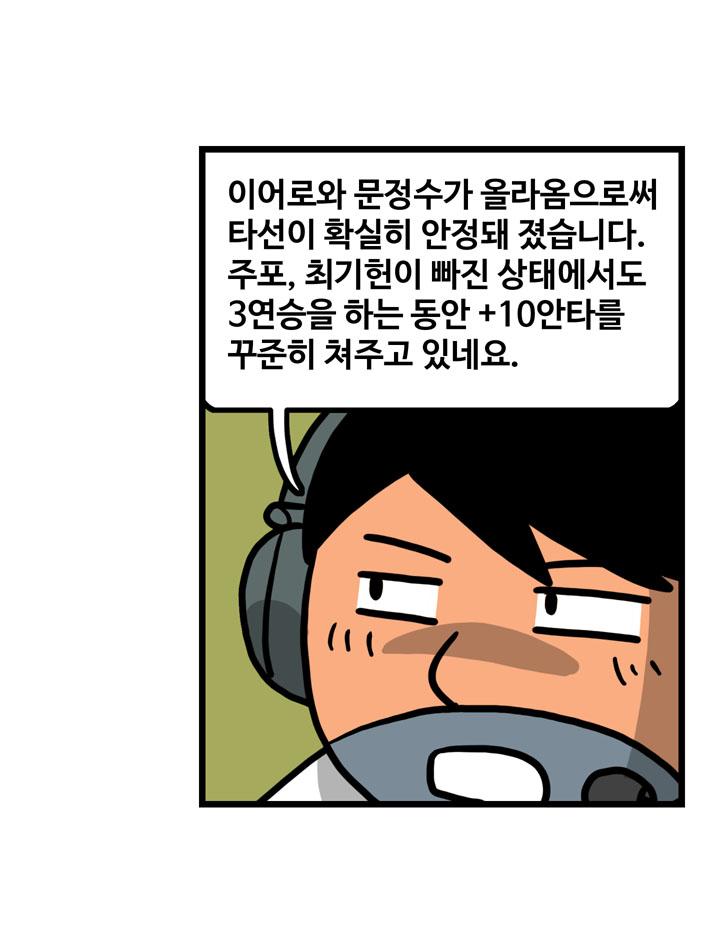 이어로와 문정수가 올라옴으로써
타선이 확실히 안정돼 졌습니다.
주포, 최기헌이 빠진 상태에서도
3연승을 하는 동안 +10안타를
꾸준히 쳐주고 있네요.